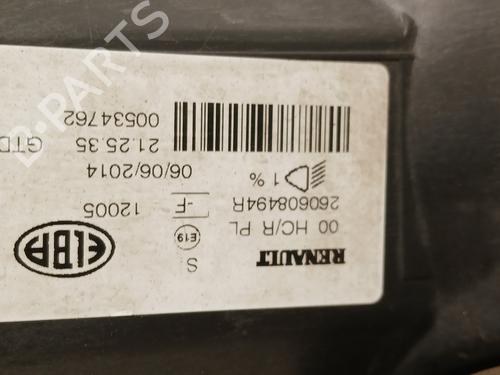 RENAULT
00 HC/R PL
260608494R
1 %
S
E19
-F
12005
ELBA
06/06/2014
21.25.35
GTD
00534762
B-PARTS